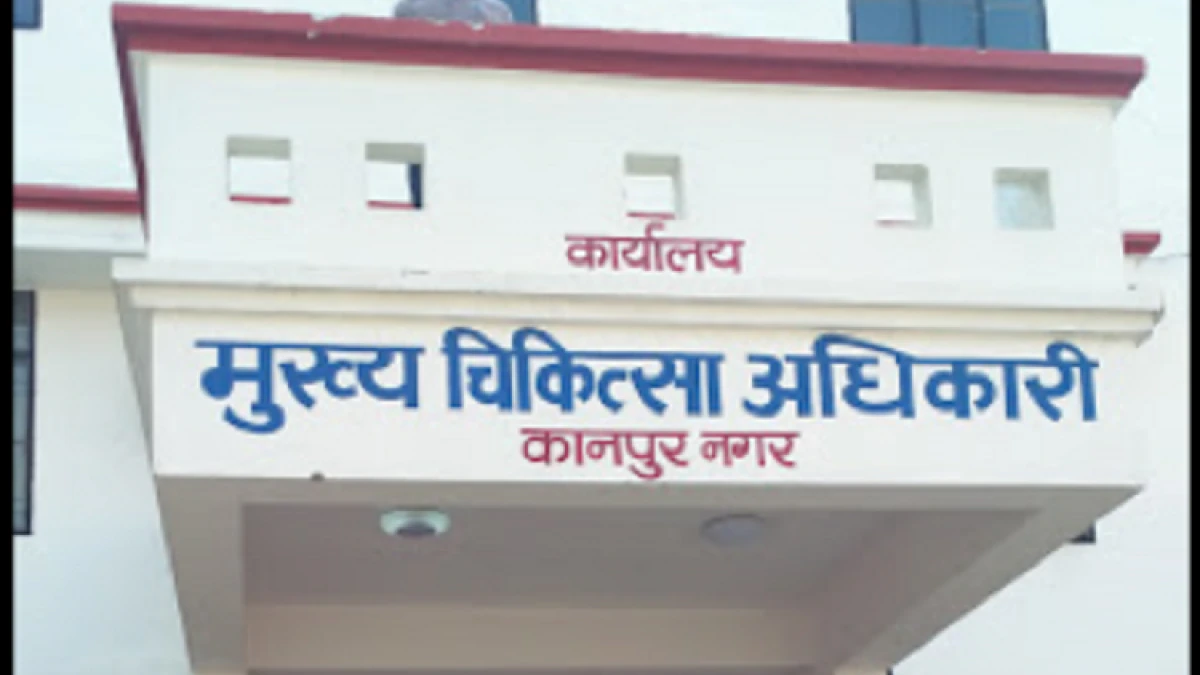 कार्यालय
मुख्य चिकित्सा अधिकारी
कानपुर नगर